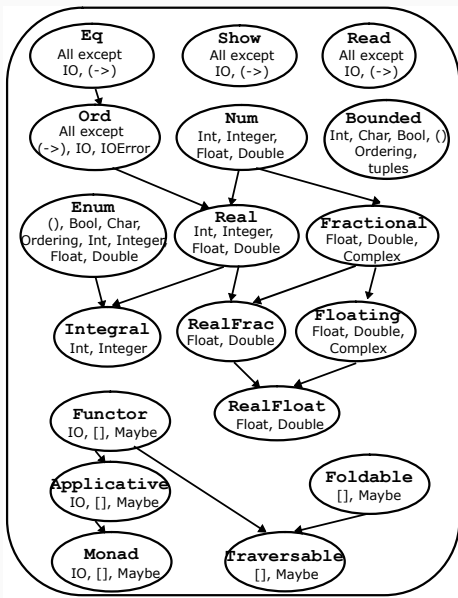 Eq
All except
IO, (->)
Show
All except
IO, (->)
Read
All except
IO, (->)
Ord
All except
(->), IO, IOError
Num
Int, Integer,
Float, Double
Bounded
Int, Char, Bool, ()
Ordering,
tuples
Enum
(), Bool, Char,
Ordering, Int, Integer,
Float, Double
Real
Int, Integer,
Float, Double
Fractional
Float, Double,
Complex
Integral
Int, Integer
RealFrac
Float, Double
Floating
Float, Double,
Complex
RealFloat
Float, Double
Functor
IO, [], Maybe
Applicative
IO, [], Maybe
Foldable
[], Maybe
Monad
IO, [], Maybe
Traversable
[], Maybe